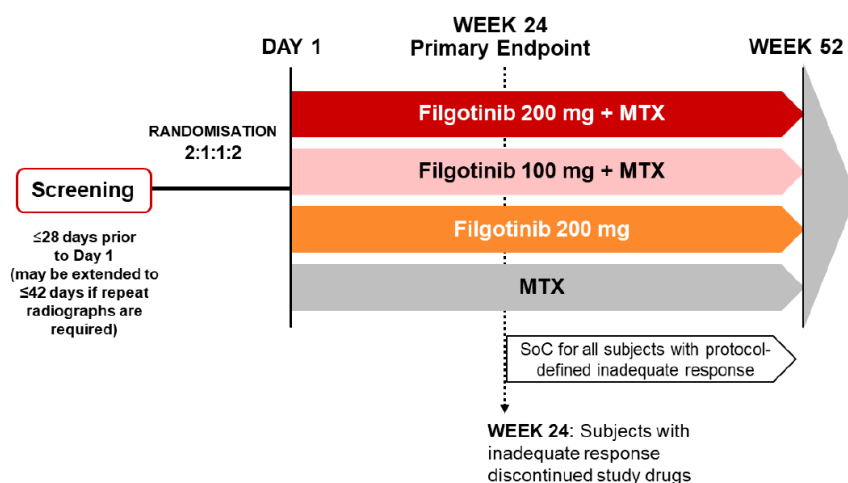 WEEK 24
Primary Endpoint
DAY 1
WEEK 52
RANDOMISATION
2:1:1:2
Filgotinib 200 mg + MTX
Filgotinib 100 mg + MTX
Screening
Filgotinib 200 mg
≤28 days prior
to Day 1
(may be extended to
≤42 days if repeat
radiographs are
required)
MTX
SoC for all subjects with protocol-
defined inadequate response
WEEK 24: Subjects with
inadequate response
discontinued study drugs